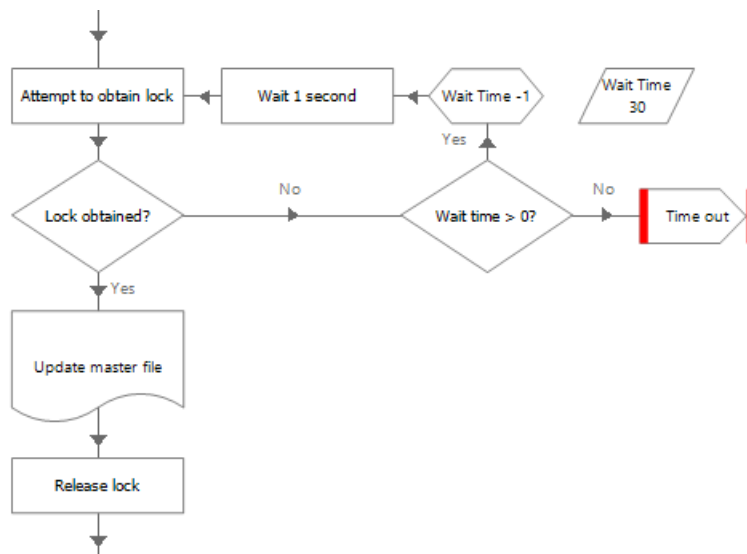 Attempt to obtain lock
Wait 1 second
Wait Time -1
Wait Time
30
Yes
Lock obtained?
No
Wait time > 0?
No
Time out
Yes
Update master file
Release lock